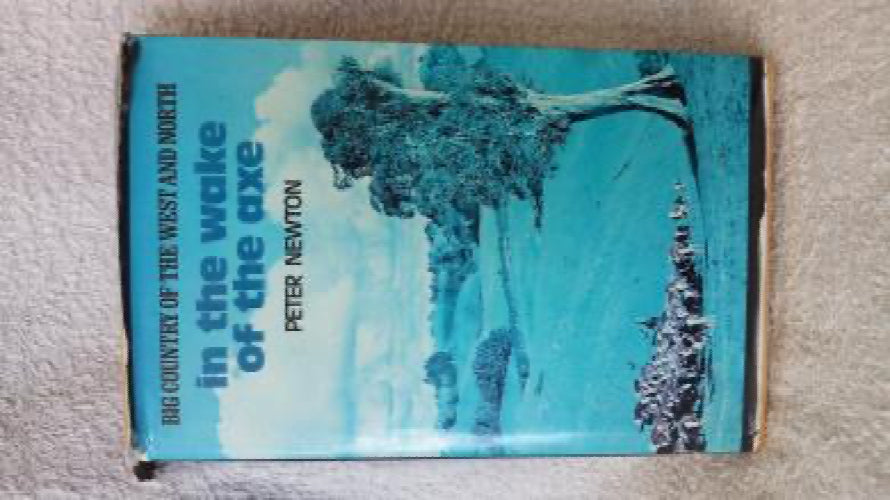 BIG COUNTRY OF THE WEST AND NORTH
in the wake
of the axe
PETER NEWTON